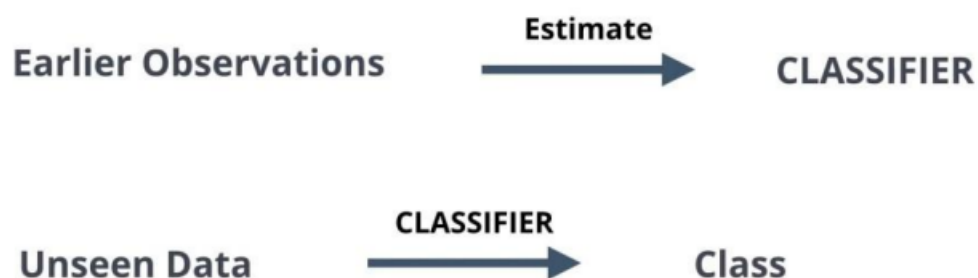 Estimate
Earlier Observations CLASSIFIER
CLASSIFIER
Unseen Data Class